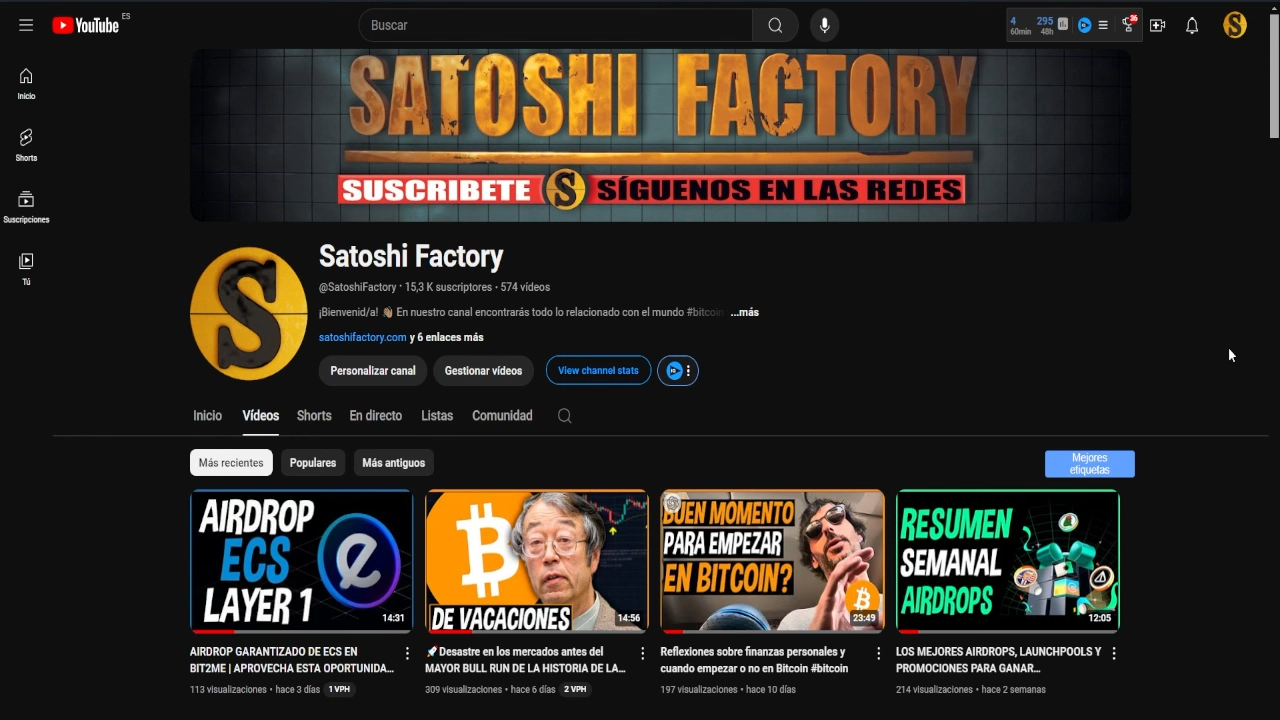 YouTube ES
Buscar
4 295
60min 48h
36
SATOSHI FACTORY
SUSCRIBETE S SÍGUENOS EN LAS REDES
Inicio
Shorts
Suscripciones
Tú
Satoshi Factory
@SatoshiFactory · 15,3 K suscriptores · 574 vídeos
¡Bienvenid/a! 👋🏽 En nuestro canal encontrarás todo lo relacionado con el mundo #bitcoin ...más
satoshifactory.com y 6 enlaces más
Personalizar canal Gestionar vídeos View channel stats
Inicio Vídeos Shorts En directo Listas Comunidad
Más recientes Populares Más antiguos
Mejores
etiquetas
AIRDROP
ECS
LAYER 1
14:31
DE VACACIONES
14:56
BUEN MOMENTO
PARA EMPEZAR
EN BITCOIN?
23:49
RESUMEN
SEMANAL
AIRDROPS
12:05
AIRDROP GARANTIZADO DE ECS EN
BIT2ME | APROVECHA ESTA OPORTUNIDA...
113 visualizaciones • hace 3 días 1 VPH
🚀Desastre en los mercados antes del
MAYOR BULL RUN DE LA HISTORIA DE LA...
309 visualizaciones • hace 6 días 2 VPH
Reflexiones sobre finanzas personales y
cuando empezar o no en Bitcoin #bitcoin
197 visualizaciones • hace 10 días
LOS MEJORES AIRDROPS, LAUNCHPOOLS Y
PROMOCIONES PARA GANAR...
214 visualizaciones • hace 2 semanas